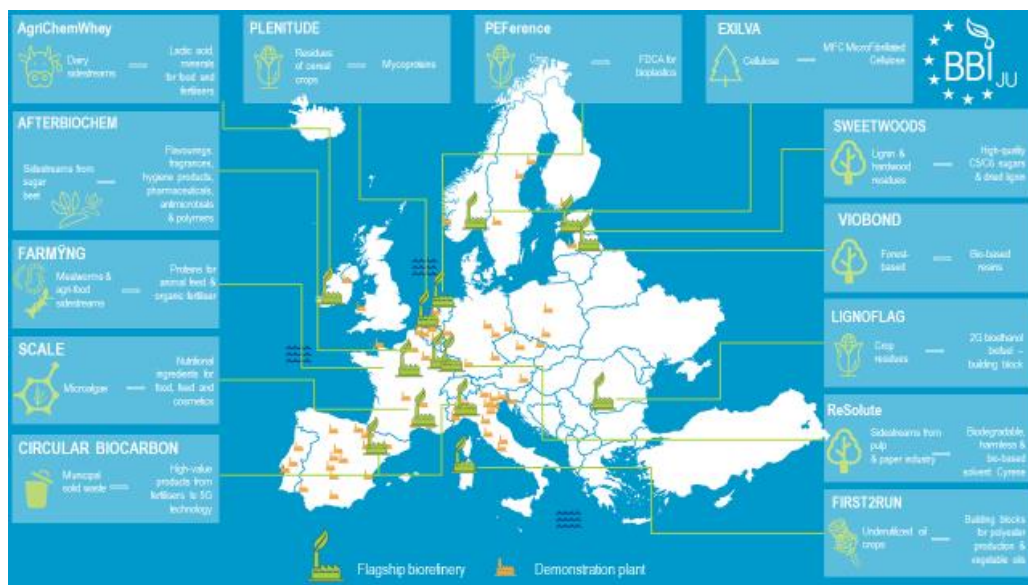 AgriChemWhey
Dairy
sidestreams
Lactic acid,
minerals
for food and
fertilisers
PLENITUDE
Residues
of cereal
crops
Mycoproteins
PEFerence
Crop
FDCA for
bioplastics
EXILVA
Cellulose
MFC MicroFibrillated
Cellulose
BBI JU
AFTERBIOCHEM
Sidestreams from
sugar
beet
Flavourings,
fragrances,
hygiene products,
pharmaceuticals,
antimicrobials
& polymers
SWEETWOODS
Lignin &
hardwood
residues
High-quality
C5/C6 sugars
& dried lignin
VIOBOND
Forest-
based
Bio-based
resins
FARMŸNG
Mealworms &
agri-food
sidestreams
Proteins for
animal feed &
organic fertiliser
LIGNOFLAG
Crop
residues
2G bioethanol
biofuel –
building block
SCALE
Microalgae
Nutritional
ingredients for
food, feed and
cosmetics
ReSolute
Sidestreams from
pulp
& paper industry
Biodegradable,
harmless &
bio-based
solvent Cyrene
CIRCULAR BIOCARBON
Municipal
solid waste
High-value
products from
fertilisers to 5G
technology
FIRST2RUN
Underutilized oil
crops
Building blocks
for polyester
production &
vegetable oils
Flagship biorefinery
Demonstration plant